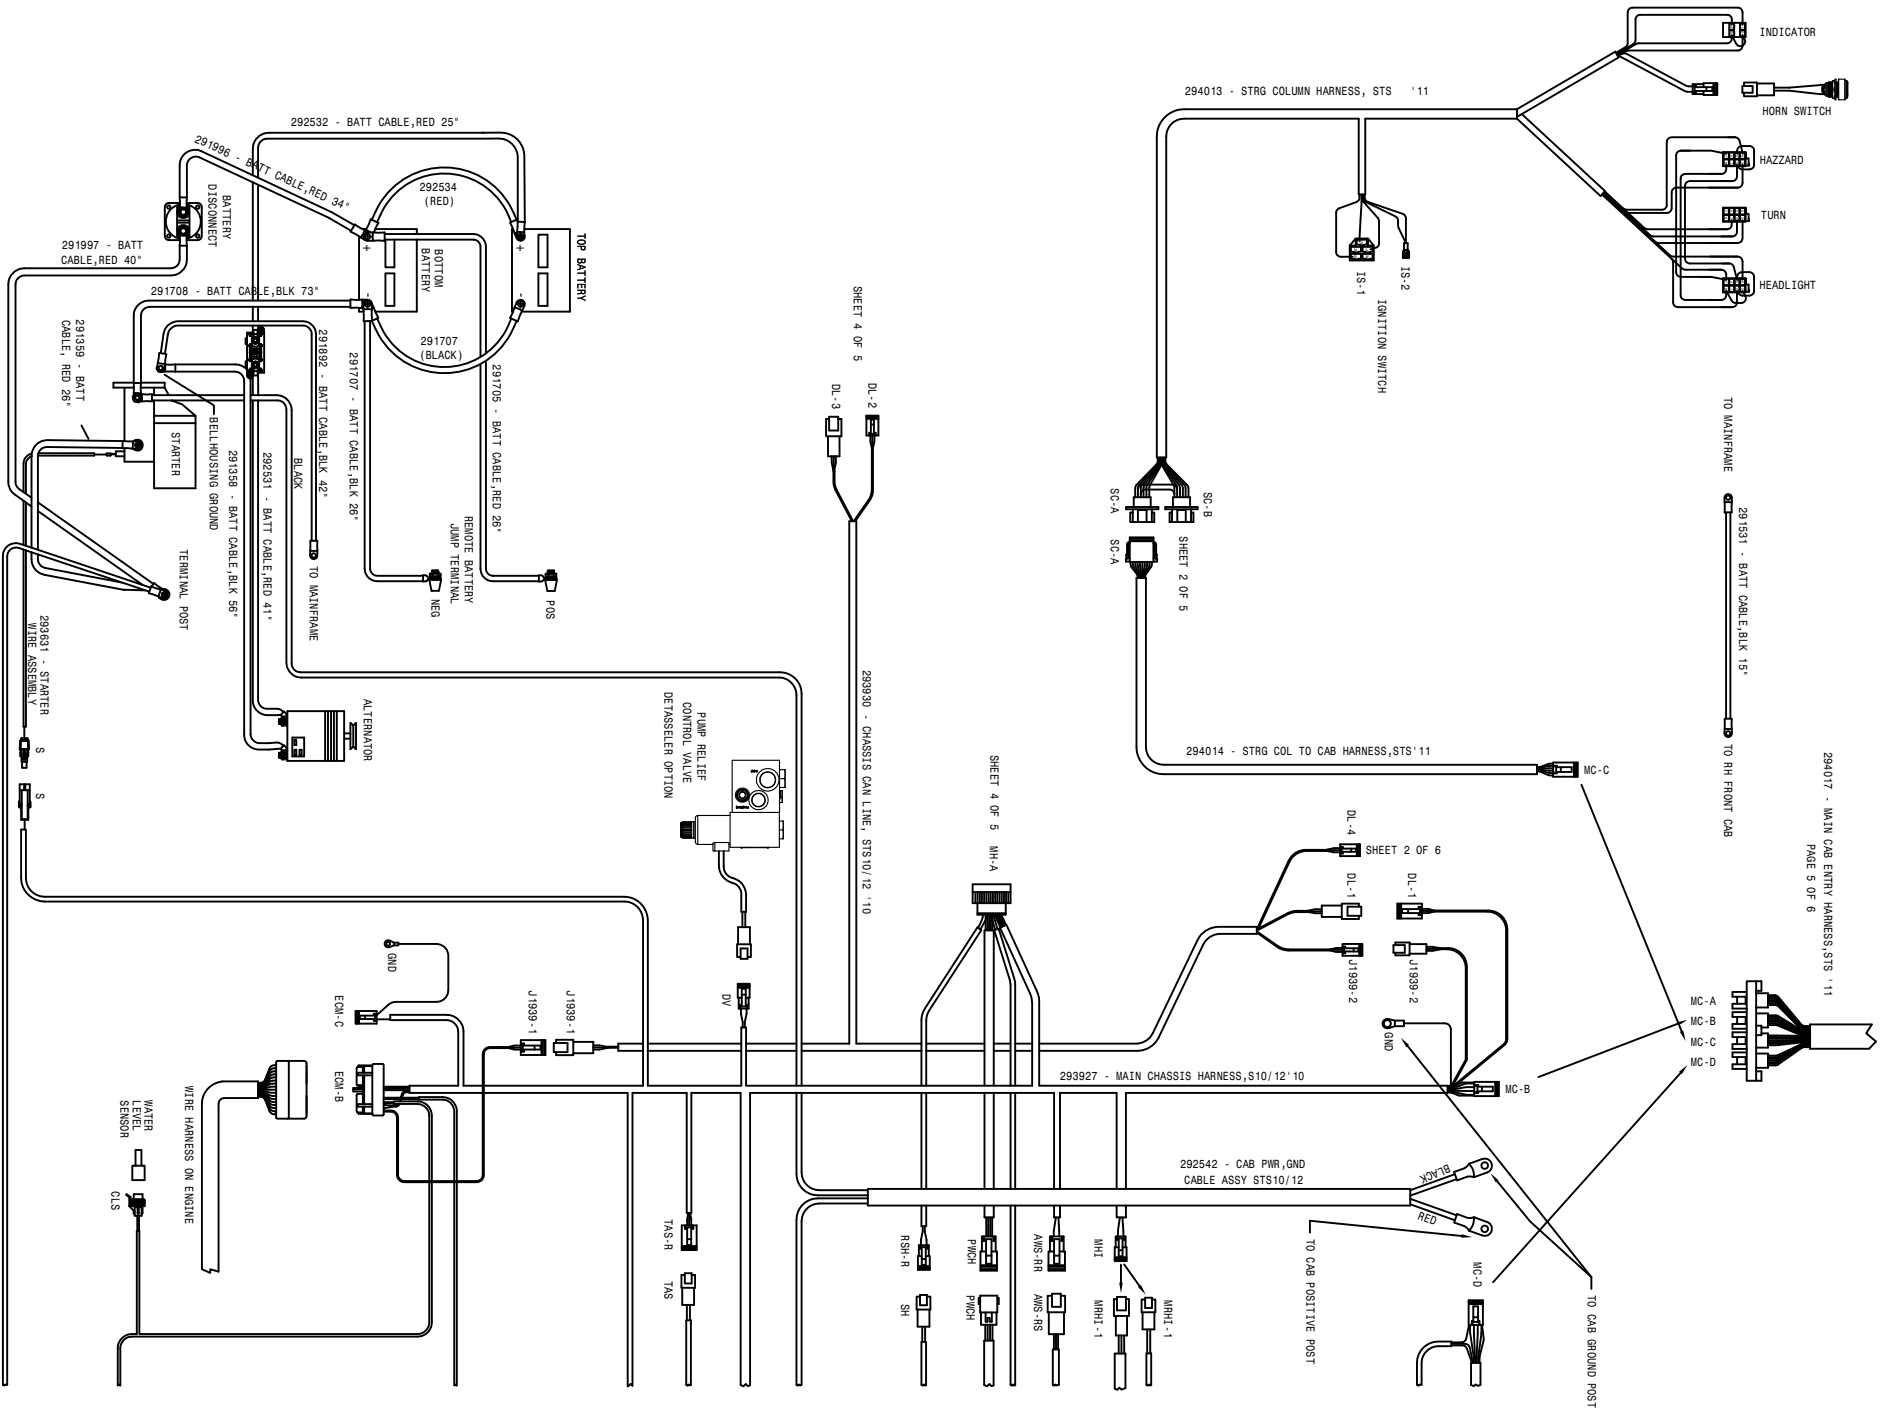 INDICATOR
HORN SWITCH
HAZZARD
TURN
HEADLIGHT
294013 - STRG COLUMN HARNESS, STS '11
IS-1
IS-2
IGNITION SWITCH
292532 - BATT CABLE,RED 25"
291996 - BATT CABLE,RED 34"
292534
(RED)
BATTERY
DISCONNECT
TOP BATTERY
BOTTOM
BATTERY
+
-
+
-
291997 - BATT
CABLE,RED 40"
291708 - BATT CABLE,BLK 73"
291707
(BLACK)
291359 - BATT
CABLE, RED 26"
STARTER
BELLHOUSING GROUND
291892 - BATT CABLE,BLK 42"
BLACK
292531 - BATT CABLE,RED 41"
291358 - BATT CABLE,BLK 56"
291707 - BATT CABLE,BLK 26"
291705 - BATT CABLE,RED 26"
REMOTE BATTERY
JUMP TERMINAL
NEG
POS
TO MAINFRAME
TERMINAL POST
293631 - STARTER
WIRE ASSEMBLY
S
S
ALTERNATOR
SHEET 4 OF 5
DL-3
DL-2
SC-A
SC-B
SC-A
SHEET 2 OF 5
TO MAINFRAME
291531 - BATT CABLE,BLK 15"
TO RH FRONT CAB
294014 - STRG COL TO CAB HARNESS,STS'11
MC-C
294017 - MAIN CAB ENTRY HARNESS,STS '11
PAGE 5 OF 6
PUMP RELIEF
CONTROL VALVE
DETASSELER OPTION
293930 - CHASSIS CAN LINE, STS10/12 '10
SHEET 4 OF 5 MH-A
DL-4
SHEET 2 OF 6
DL-1
DL-1
J1939-2
J1939-2
GND
MC-A
MC-B
MC-C
MC-D
GND
ECM-C
DV
J1939-1
J1939-1
ECM-B
293927 - MAIN CHASSIS HARNESS,S10/12'10
MC-B
WIRE HARNESS ON ENGINE
WATER
LEVEL
SENSOR
CLS
292542 - CAB PWR,GND
CABLE ASSY STS10/12
BLACK
RED
TAS-R
TAS
RSH-R
SH
PWCH
PWCH
AWS-RR
AWS-RS
MHI
MRHI-1
MRHI-1
TO CAB POSITIVE POST
MC-D
TO CAB GROUND POST